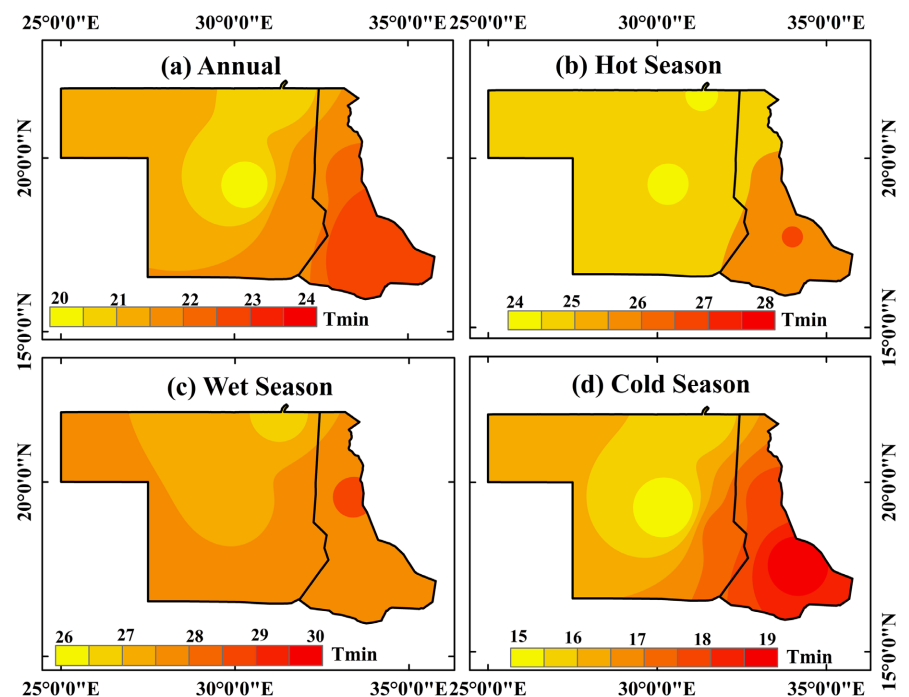 25°0'0"E 30°0'0"E 35°0'0"E 25°0'0"E 30°0'0"E 35°0'0"E
(a) Annual
(b) Hot Season
20°0'0"N
20°0'0"N
20 21 22 23 24
Tmin
24 25 26 27 28
Tmin
15°0'0"N
15°0'0"N
(c) Wet Season
(d) Cold Season
20°0'0"N
20°0'0"N
26 27 28 29 30
Tmin
15 16 17 18 19
Tmin
15°0'0"N
25°0'0"E 30°0'0"E 35°0'0"E 25°0'0"E 30°0'0"E 35°0'0"E